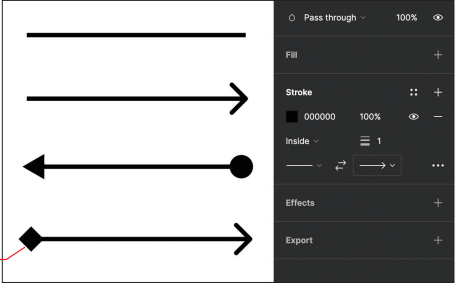 Pass through 100%
Fill
Stroke
000000 100%
Inside 1
Effects
Export